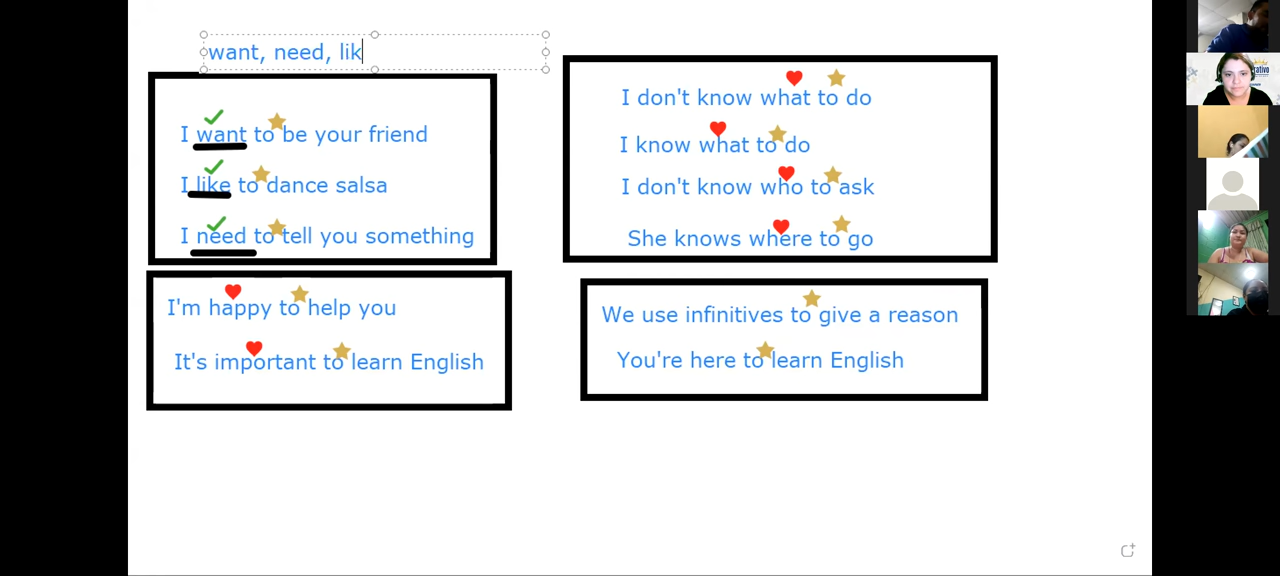 want, need, lik
I want to be your friend
I like to dance salsa
I need to tell you something
I don't know what to do
I know what to do
I don't know who to ask
She knows where to go
I'm happy to help you
It's important to learn English
We use infinitives to give a reason
You're here to learn English